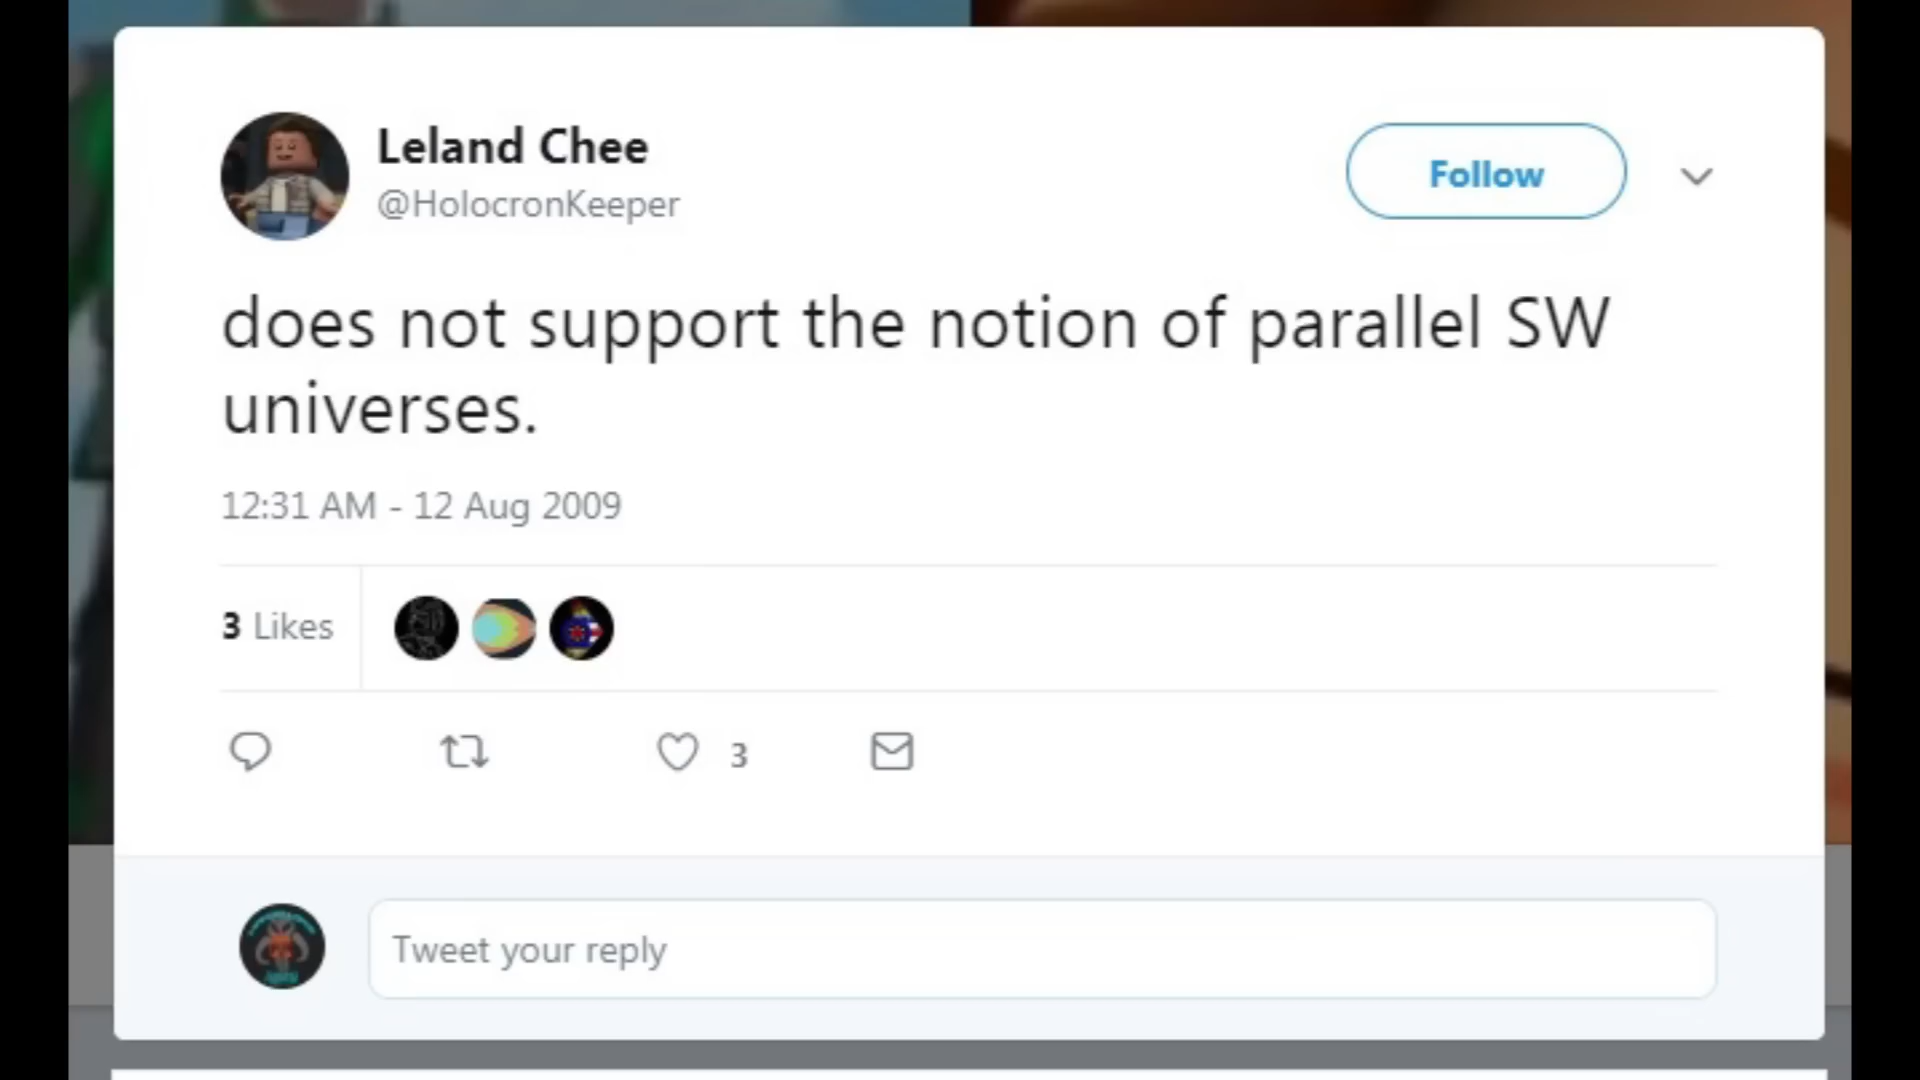 Leland Chee
@HolocronKeeper
Follow
does not support the notion of parallel SW
universes.
12:31 AM - 12 Aug 2009
3 Likes
3
Tweet your reply